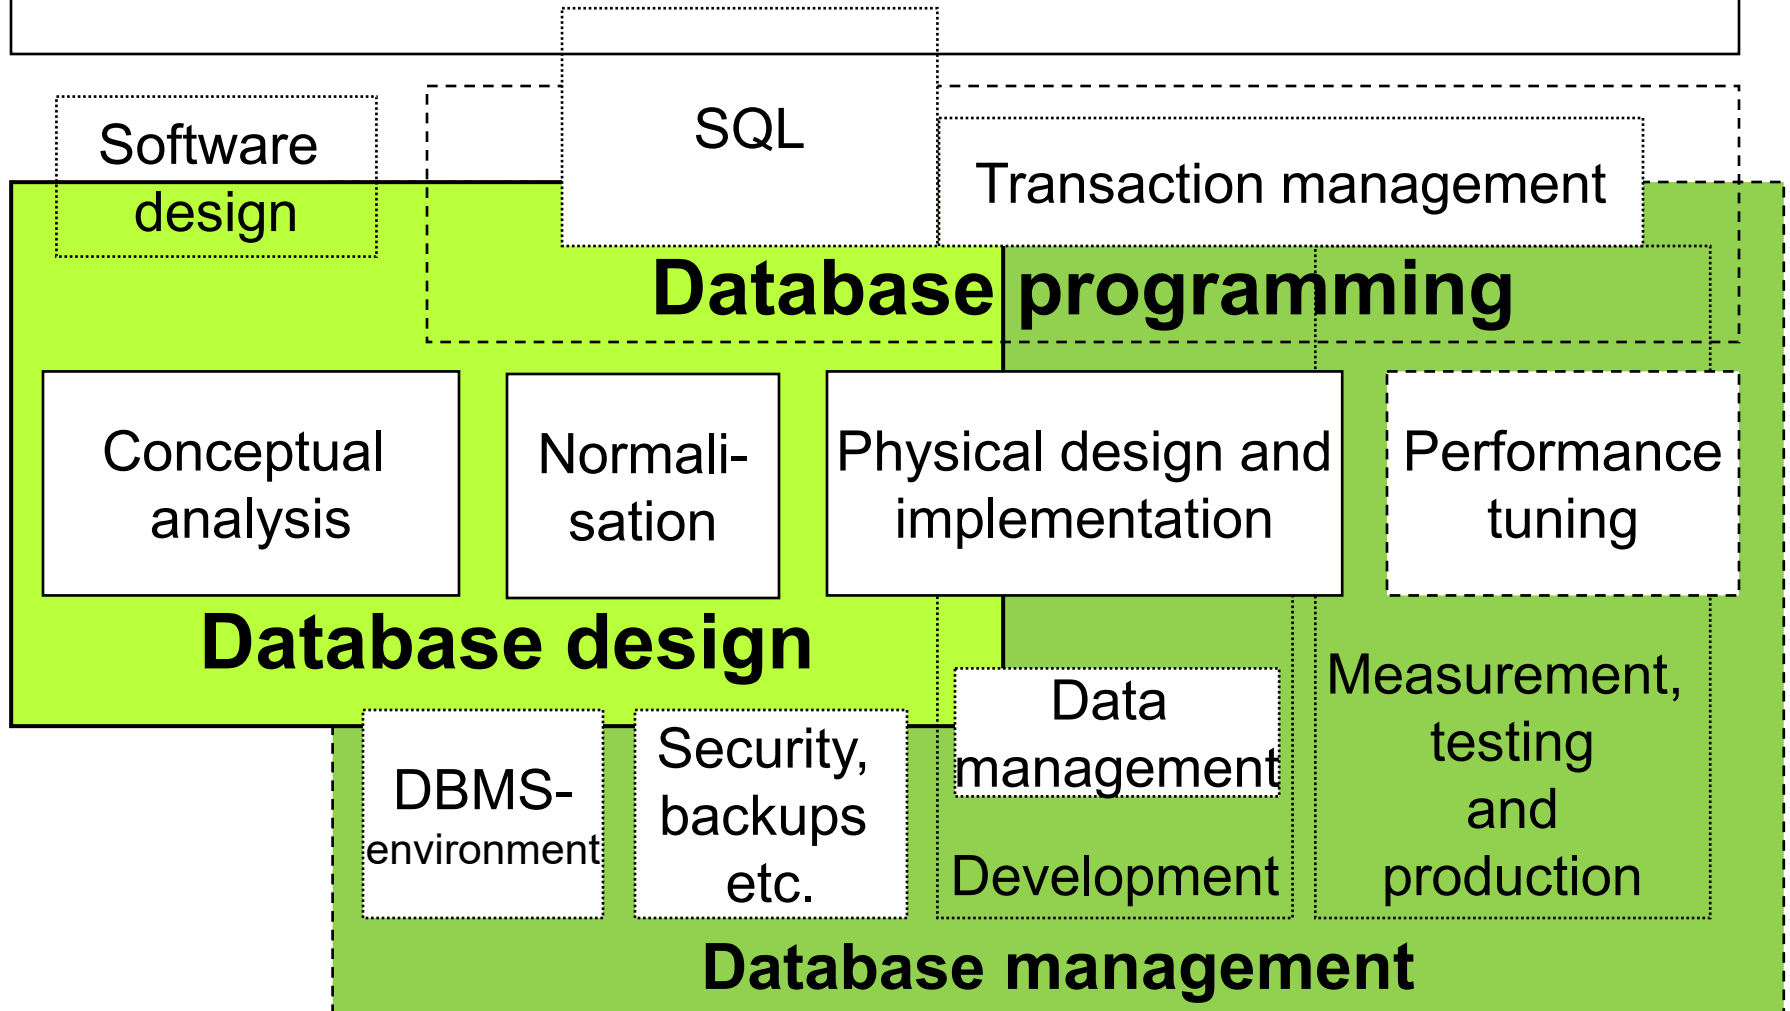 SQL
Software
design
Transaction management
Database programming
Conceptual
analysis
Normali-
sation
Physical design and
implementation
Performance
tuning
Database design
DBMS-
environment
Security,
backups
etc.
Data
management
Development
Measurement,
testing
and
production
Database management